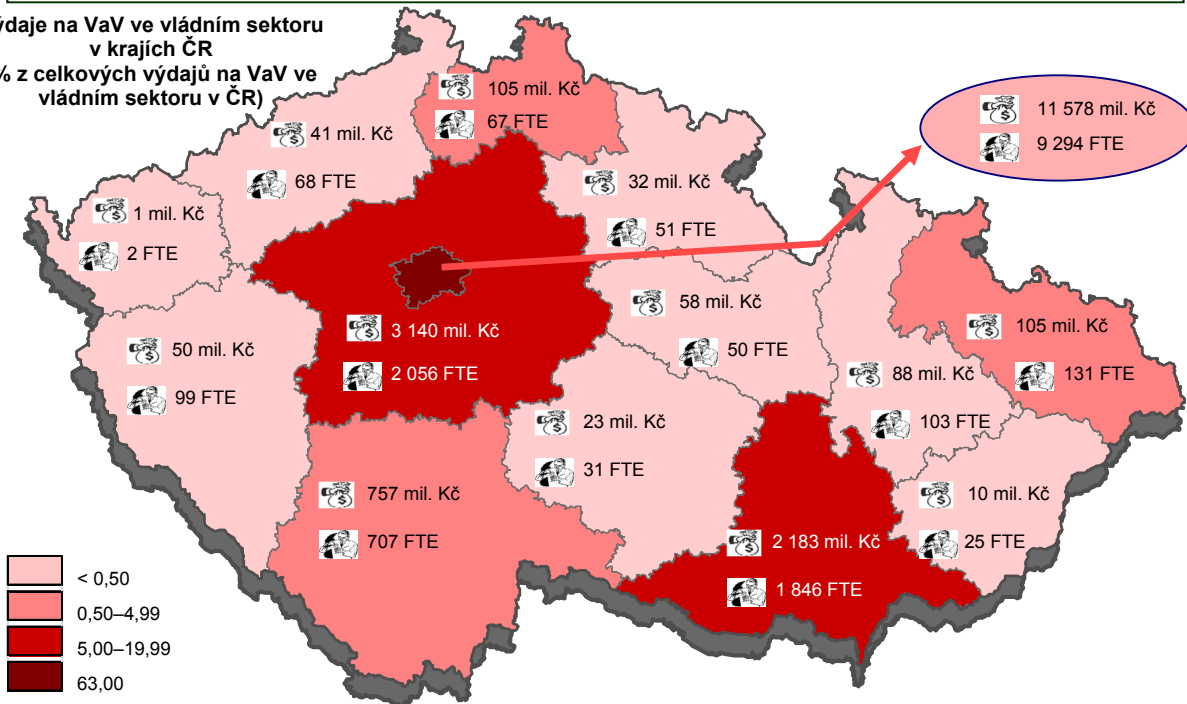 v krajích ČR
vládním sektoru v ČR)
na VaV ve vládním sektoru
% z celkových výdajů na VaV ve
105 mil. Kč
67 FTE
11 578 mil. Kč
9 294 FTE
41 mil. Kč
68 FTE
32 mil. Kč
51 FTE
1 mil. Kč
2 FTE
58 mil. Kč
50 FTE
3 140 mil. Kč
2 056 FTE
105 mil. Kč
131 FTE
50 mil. Kč
99 FTE
88 mil. Kč
103 FTE
23 mil. Kč
31 FTE
757 mil. Kč
707 FTE
10 mil. Kč
25 FTE
2 183 mil. Kč
1 846 FTE
< 0,50
0,50–4,99
5,00–19,99
63,00